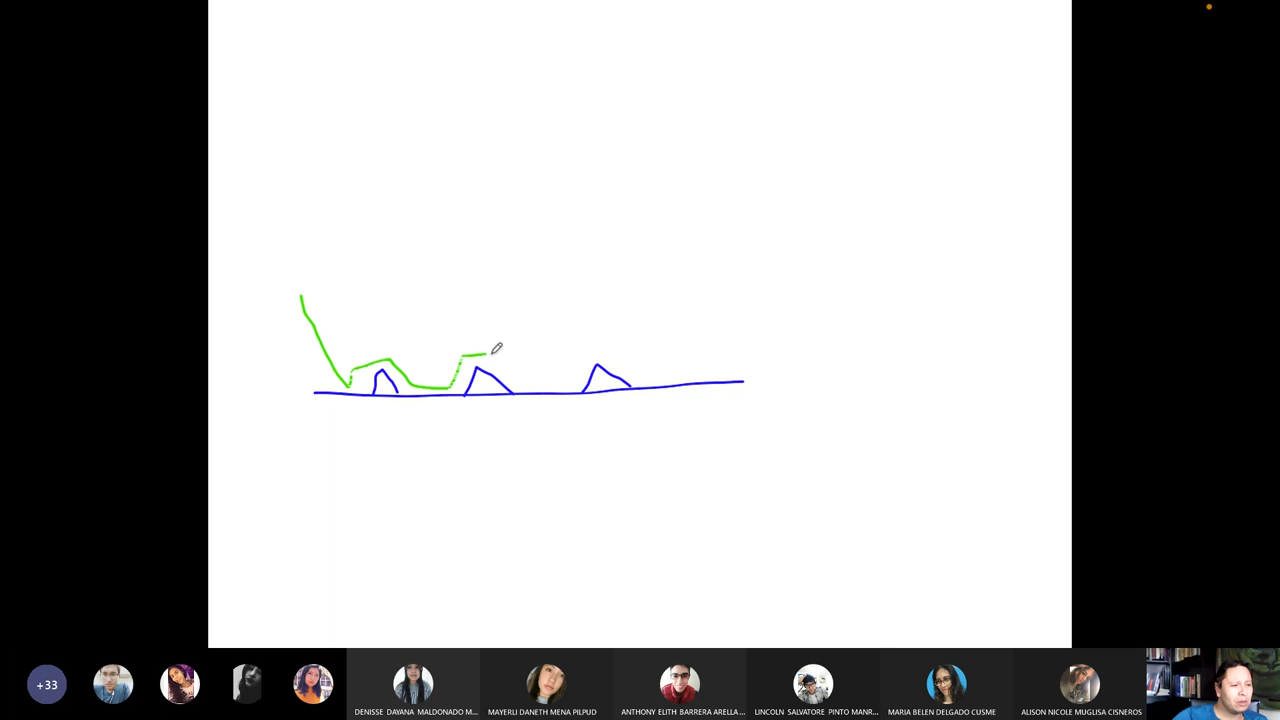 +33
DENISSE DAYANA MALDONADO M...
MAYERLI DANETH MENA PILPUD
ANTHONY ELITH BARRERA ARELLA...
LINCOLN SALVATORE PINTO MANR...
MARIA BELEN DELGADO CUSME
ALISON NICOLE MUGLISA CISNEROS